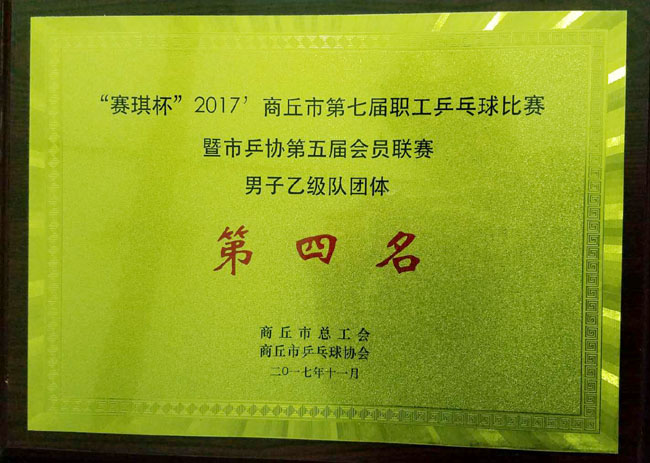 “赛琪杯”2017’商丘市第七届职工乒乓球比赛
暨市乒协第五届会员联赛
男子乙级队团体
第四名
商丘市总工会
商丘市乒乓球协会
二0一七年十一月